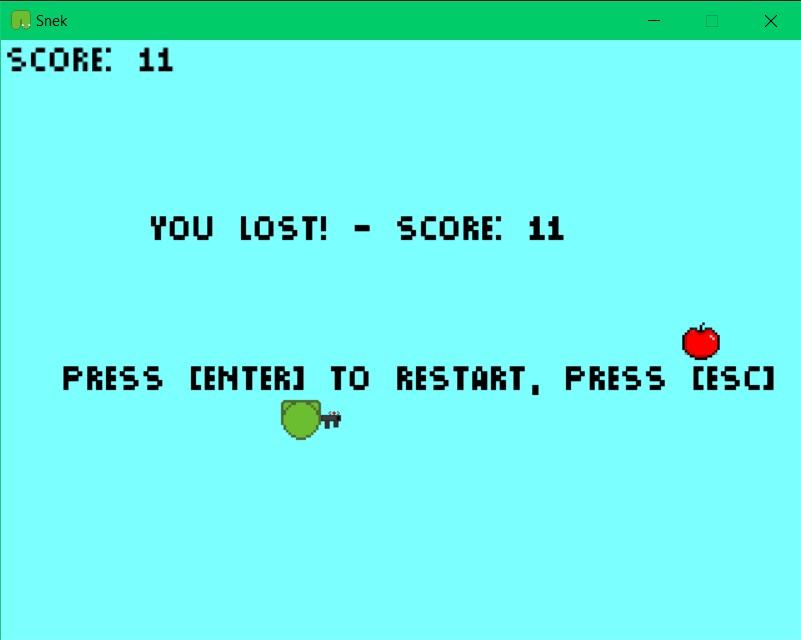 Snek
SCORE: 11
YOU LOST! - SCORE: 11
PRESS [ENTER] TO RESTART, PRESS [ESC]